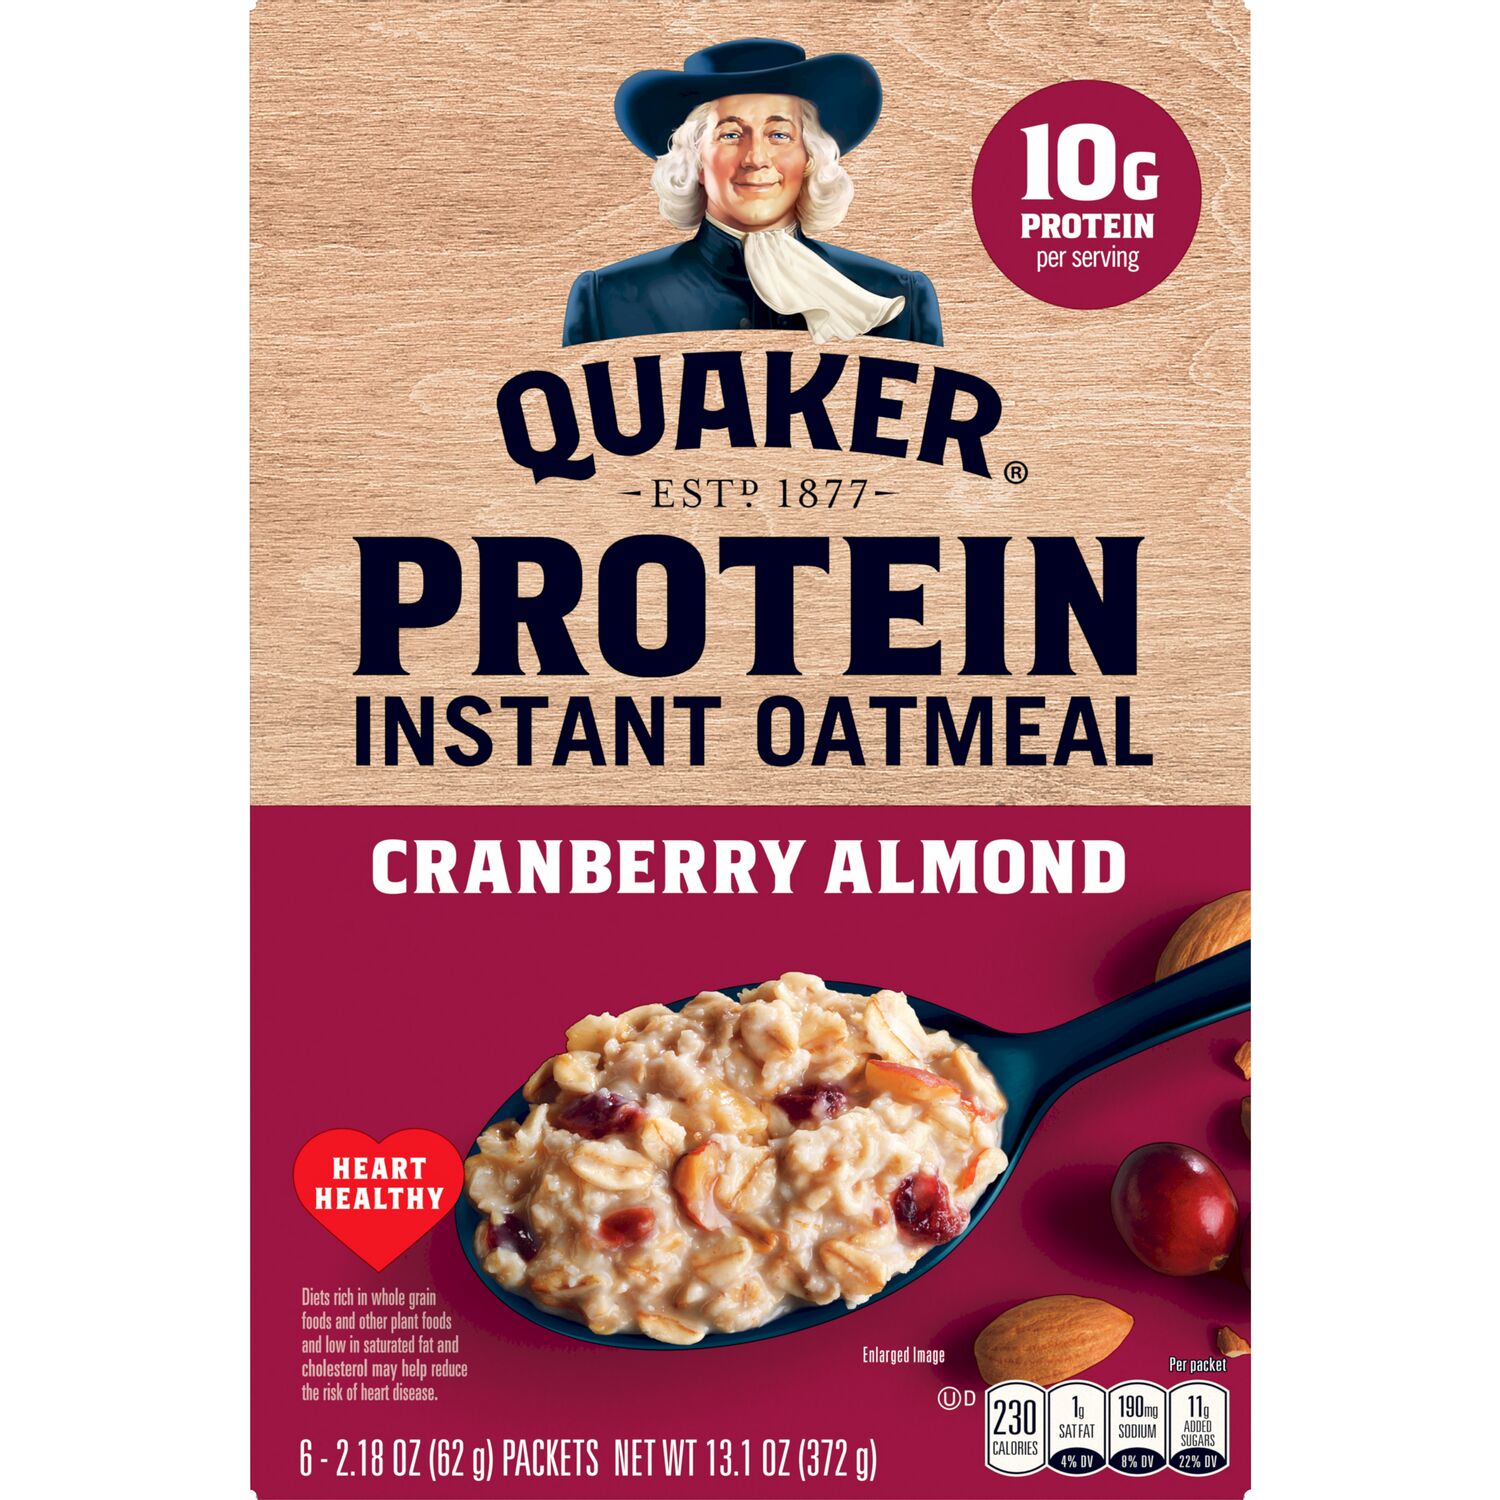 10G
PROTEIN
per serving
QUAKER®
-ESTD. 1877-
PROTEIN
INSTANT OATMEAL
CRANBERRY ALMOND
HEART
HEALTHY
Diets rich in whole grain
foods and other plant foods
and low in saturated fat and
cholesterol may help reduce
the risk of heart disease.
Enlarged Image
Per packet
Ⓤ D
230
CALORIES
1g
SAT FAT
4% DV
190mg
SODIUM
8% DV
11g
ADDED
SUGARS
22% DV
6 - 2.18 OZ (62 g) PACKETS NET WT 13.1 OZ (372 g)